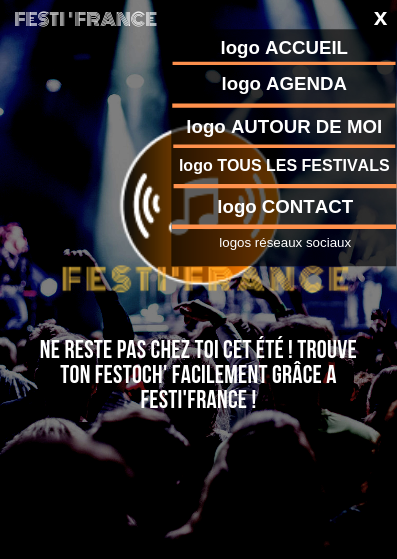 FESTI'FRANCE
X
logo ACCUEIL
logo AGENDA
logo AUTOUR DE MOI
logo TOUS LES FESTIVALS
logo CONTACT
logos réseaux sociaux
FESTI'FRANCE
NE RESTE PAS CHEZ TOI CET ÉTÉ ! TROUVE
TON FESTOCH' FACILEMENT GRÂCE A
FESTI'FRANCE !